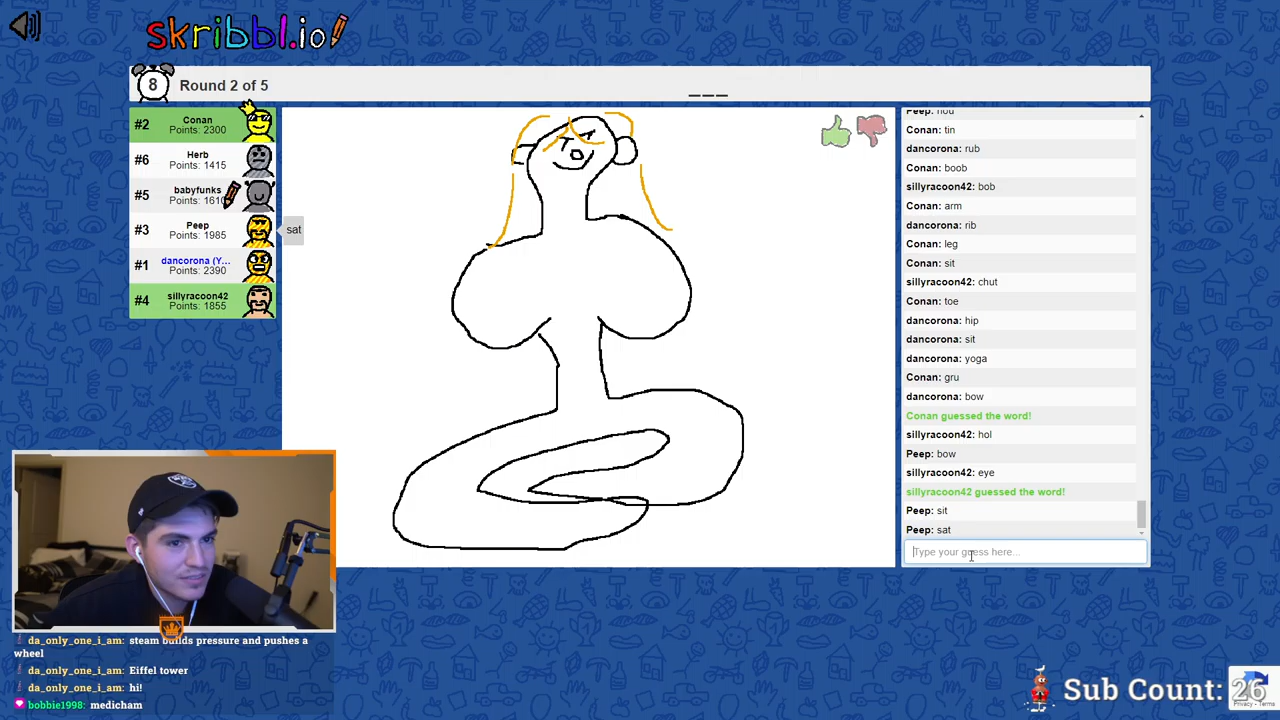 skribbl.io
8
Round 2 of 5
_ _ _
#2 Conan
Points: 2300
#6 Herb
Points: 1415
#5 babyfunks
Points: 1610
#3 Peep
Points: 1985
sat
#1 dancorona (Y...
Points: 2390
#4 sillyracoon42
Points: 1855
Conan: tin
dancorona: rub
Conan: boob
sillyracoon42: bob
Conan: arm
dancorona: rib
Conan: leg
Conan: sit
sillyracoon42: chut
Conan: toe
dancorona: hip
dancorona: sit
dancorona: yoga
Conan: gru
dancorona: bow
Conan guessed the word!
sillyracoon42: hol
Peep: bow
sillyracoon42: eye
sillyracoon42 guessed the word!
Peep: sit
Peep: sat
Type your guess here...
da_only_one_i_am: steam builds pressure and pushes a
wheel
da_only_one_i_am: Eiffel tower
da_only_one_i_am: hi!
bobbie1998: medicham
Sub Count: 26
Privacy - Terms